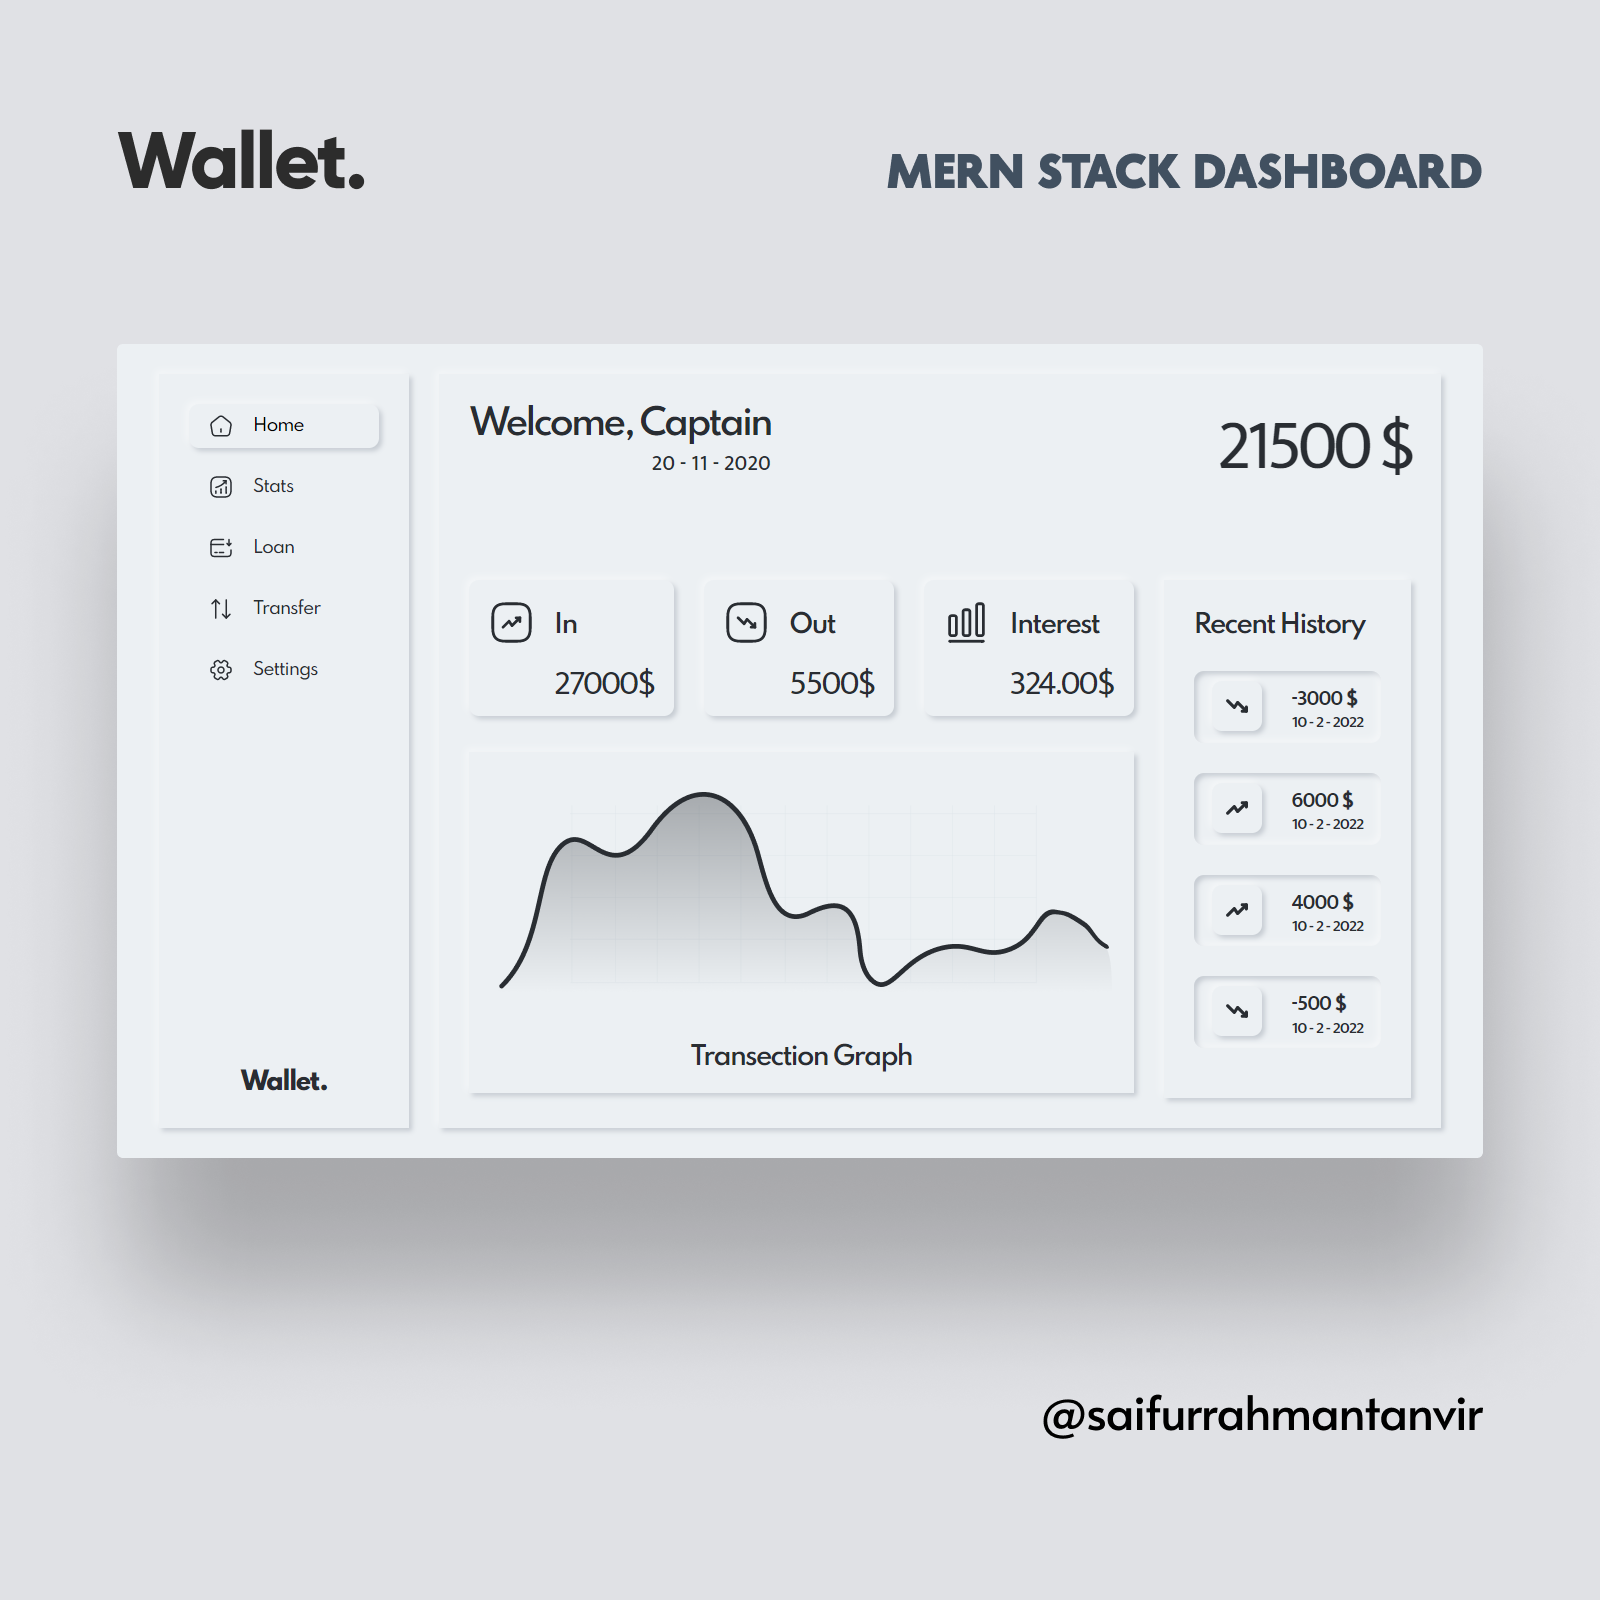 Wallet.
MERN STACK DASHBOARD
Home
Stats
Loan
Transfer
Settings
Wallet.
Welcome, Captain
20 - 11 - 2020
21500 $
In
27000$
Out
5500$
Interest
324.00$
Transection Graph
Recent History
-3000 $
10 - 2 - 2022
6000 $
10 - 2 - 2022
4000 $
10 - 2 - 2022
-500 $
10 - 2 - 2022
@saifurrahmantanvir